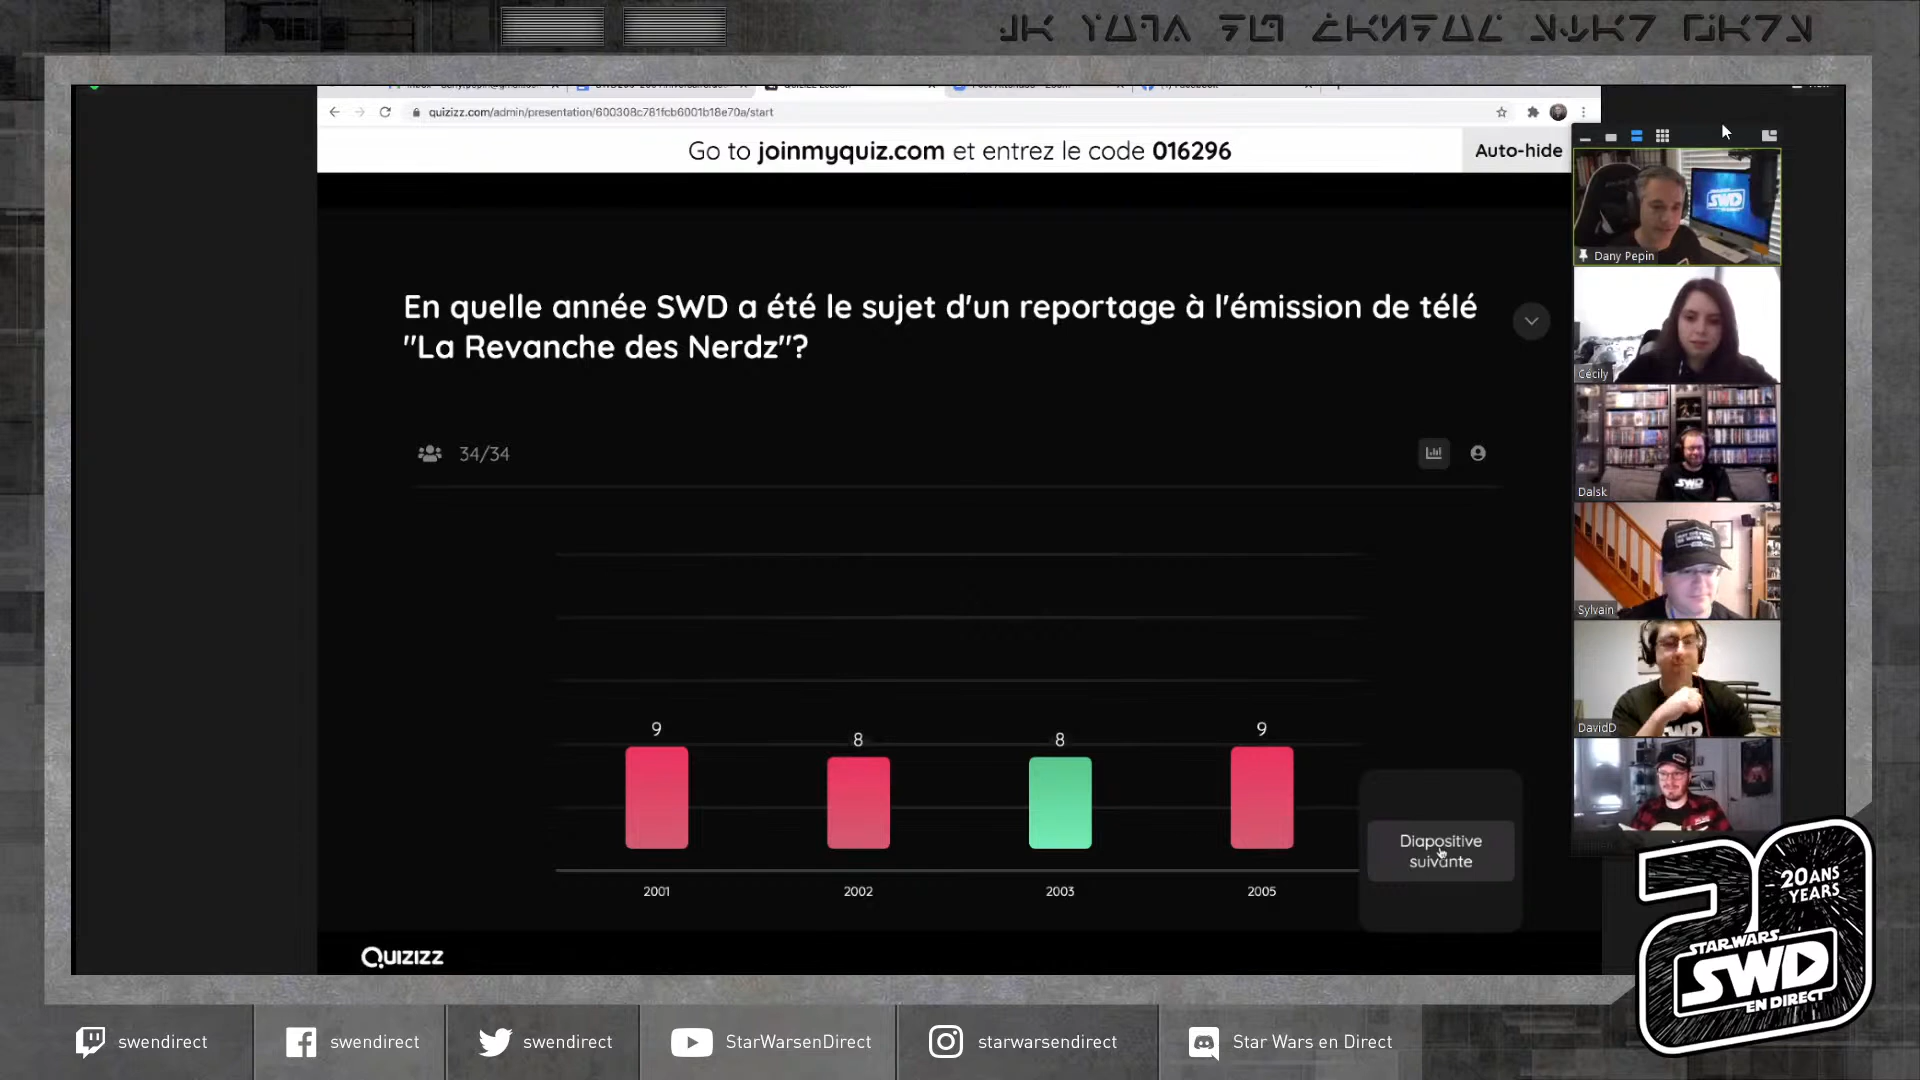 quizizz.com/admin/presentation/600308c781fcb6001b18e70a/start
Go to joinmyquiz.com et entrez le code 016296
Auto-hide
En quelle année SWD a été le sujet d'un reportage à l'émission de télé
"La Revanche des Nerdz"?
34/34
9
8
8
9
2001
2002
2003
2005
Diapositive
suivante
Quizizz
SWD
Dany Pepin
Cécily
SWD
Dalsk
Sylvain
SWD
DavidD
20 ANS
YEARS
STAR WARS
SWD
EN DIRECT
swendirect
swendirect
swendirect
StarWarsenDirect
starwarsendirect
Star Wars en Direct